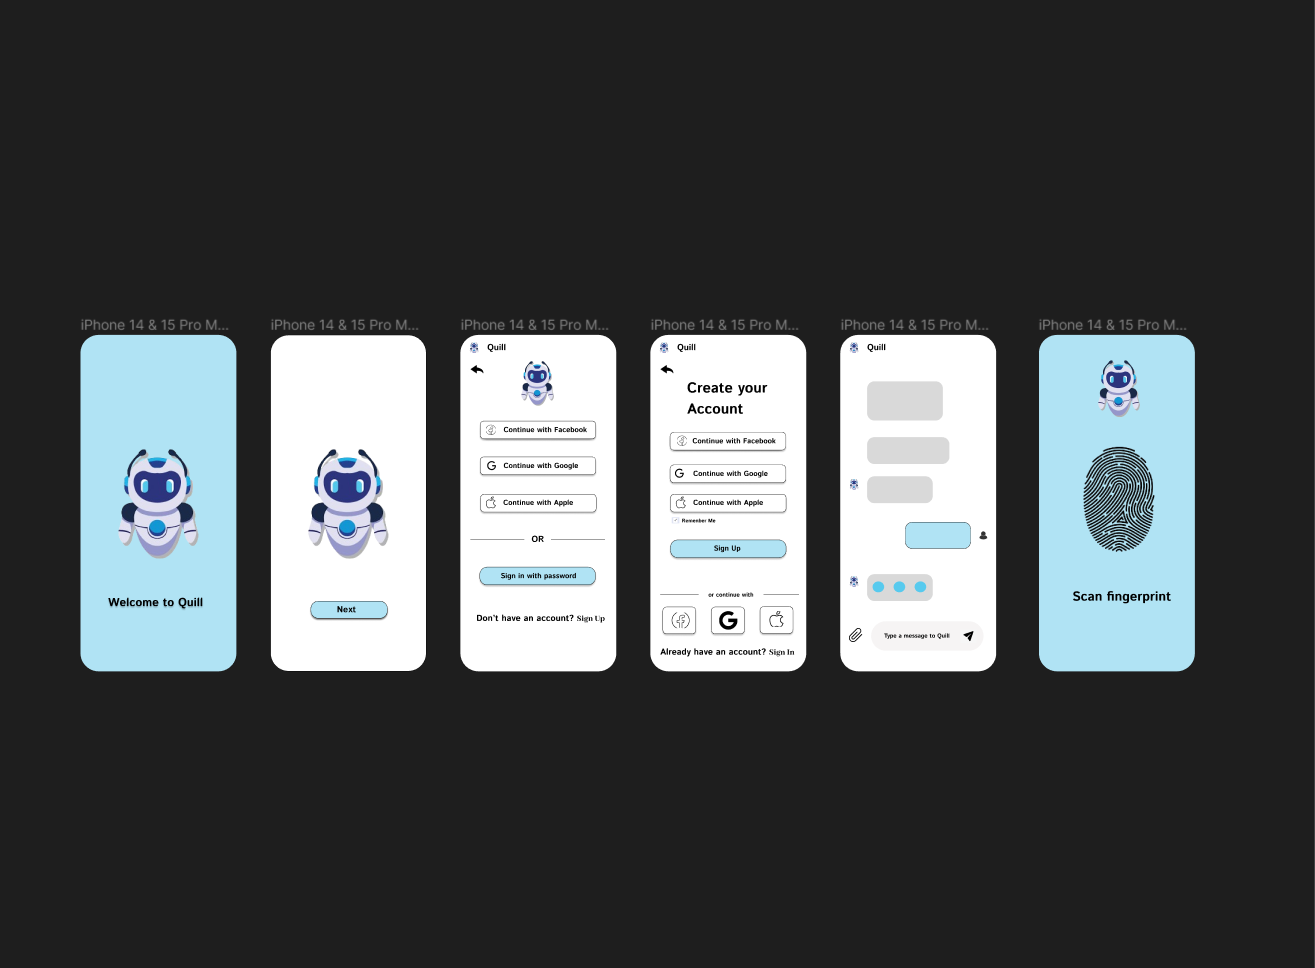 iPhone 14 & 15 Pro M...
Welcome to Quill
iPhone 14 & 15 Pro M...
Next
iPhone 14 & 15 Pro M...
Quill
Continue with Facebook
Continue with Google
Continue with Apple
OR
Sign in with password
Don't have an account? Sign Up
iPhone 14 & 15 Pro M...
Quill
Create your
Account
Continue with Facebook
Continue with Google
Continue with Apple
Remember Me
Sign Up
or continue with
Already have an account? Sign In
iPhone 14 & 15 Pro M...
Quill
Type a message to Quill
iPhone 14 & 15 Pro M...
Scan fingerprint